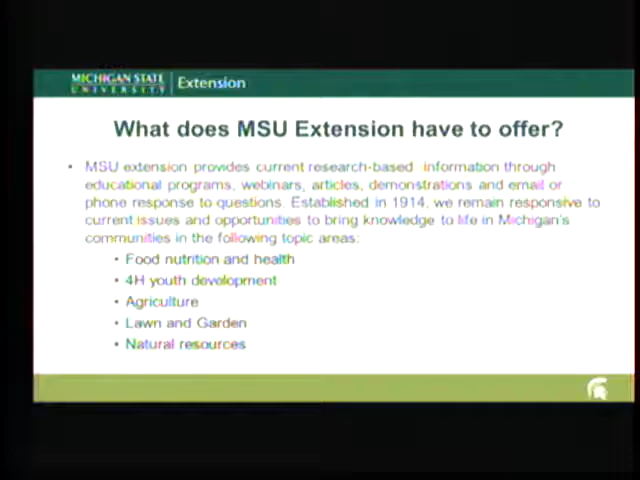 MICHIGAN STATE
UNIVERSITY
Extension
What does MSU Extension have to offer?
• MSU extension provides current research-based information through
educational programs, webinars, articles, demonstrations and email or
phone response to questions. Established in 1914, we remain responsive to
current issues and opportunities to bring knowledge to life in Michigan's
communities in the following topic areas:
• Food nutrition and health
• 4H youth development
• Agriculture
• Lawn and Garden
• Natural resources